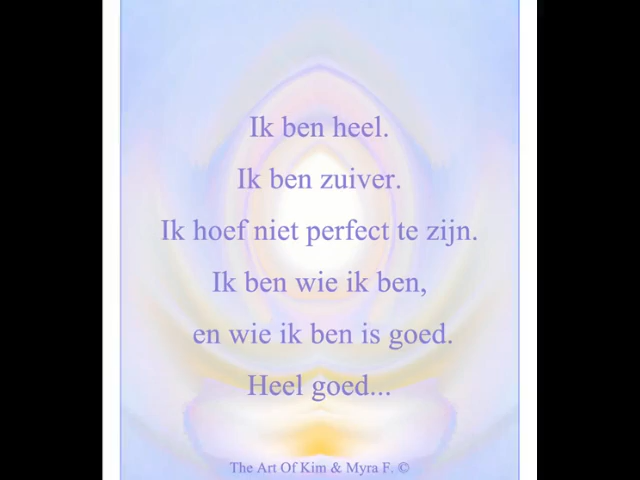 Ik ben heel.
Ik ben zuiver.
Ik hoef niet perfect te zijn.
Ik ben wie ik ben,
en wie ik ben is goed.
Heel goed...
The Art Of Kim & Myra F. ©